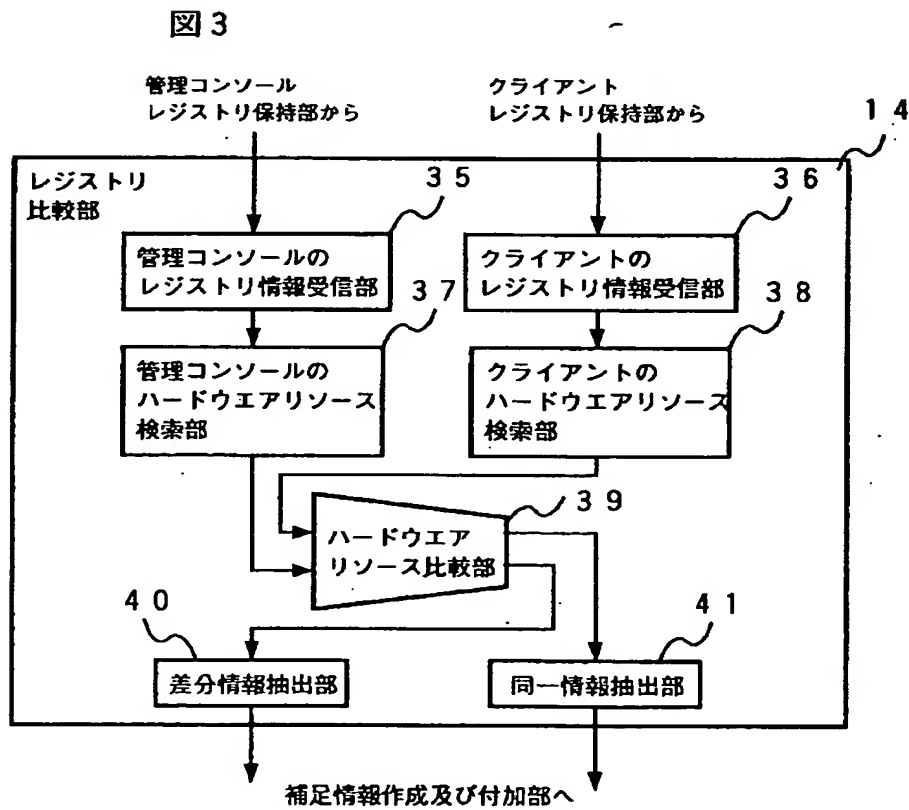 図3
管理コンソール
レジストリ保持部から
クライアント
レジストリ保持部から
14
レジストリ
比較部
35
管理コンソールの
レジストリ情報受信部
36
クライアントの
レジストリ情報受信部
37
管理コンソールの
ハードウエアリソース
検索部
38
クライアントの
ハードウエアリソース
検索部
39
ハードウエア
リソース比較部
40
差分情報抽出部
41
同一情報抽出部
補足情報作成及び付加部へ